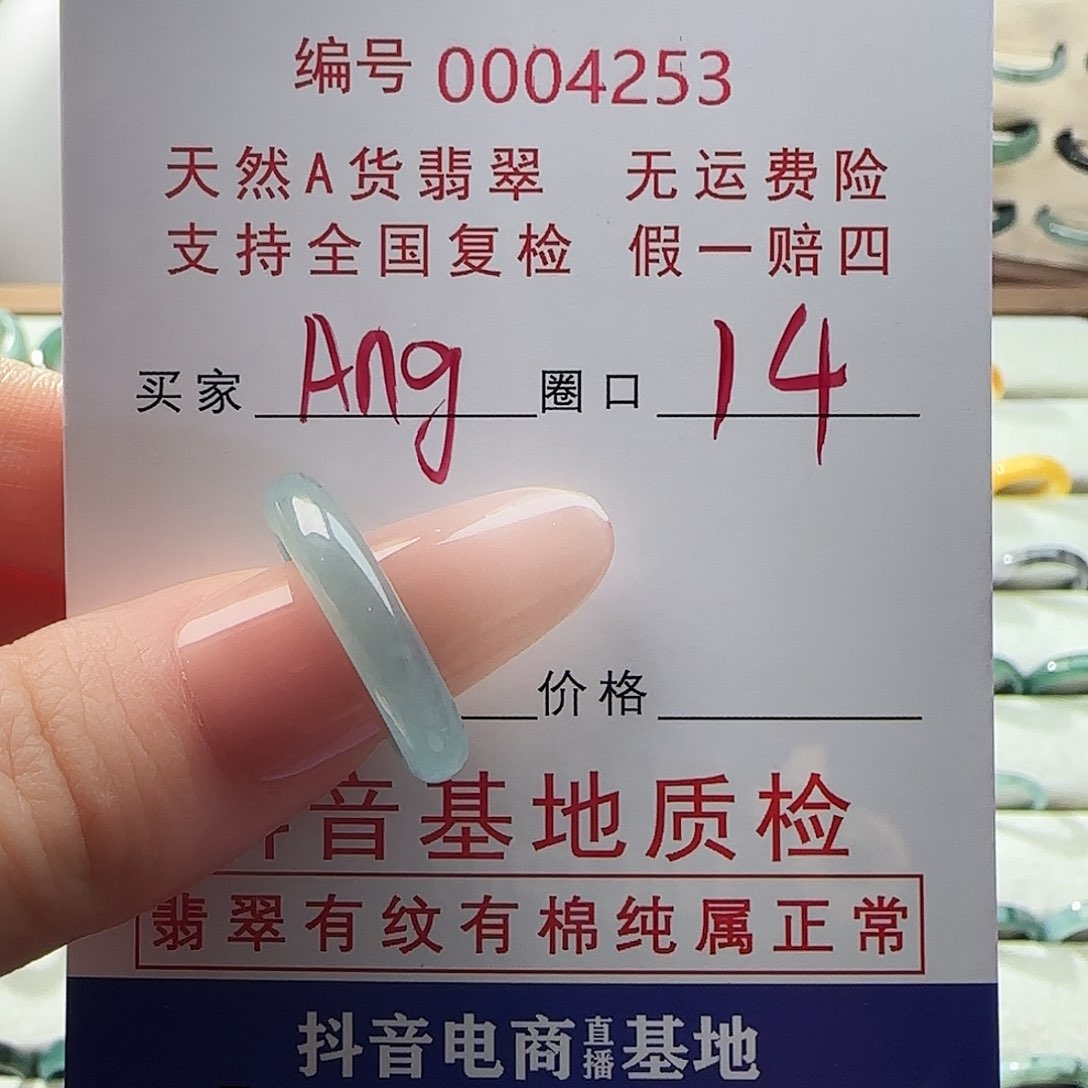 编号 0004253
天然A货翡翠 无运费险
支持全国复检 假一赔四
买家 Ang 圈口 14
价格
音基地质检
翡翠有纹有棉纯属正常
抖音电商直播基地